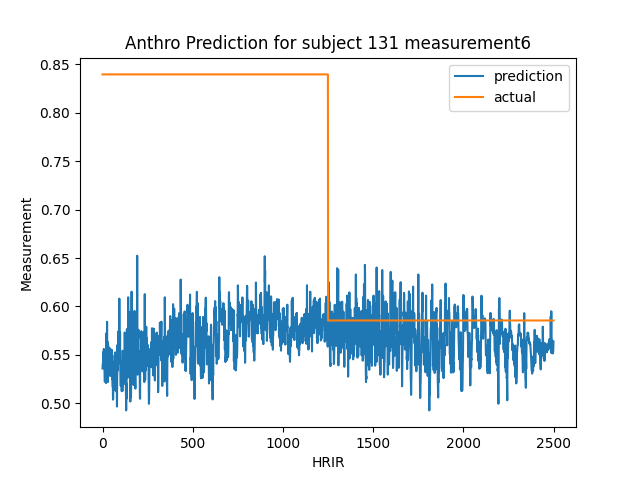 Anthro Prediction for subject 131 measurement6
prediction
actual
Measurement
0.85
0.80
0.75
0.70
0.65
0.60
0.55
0.50
0 500 1000 1500 2000 2500
HRIR